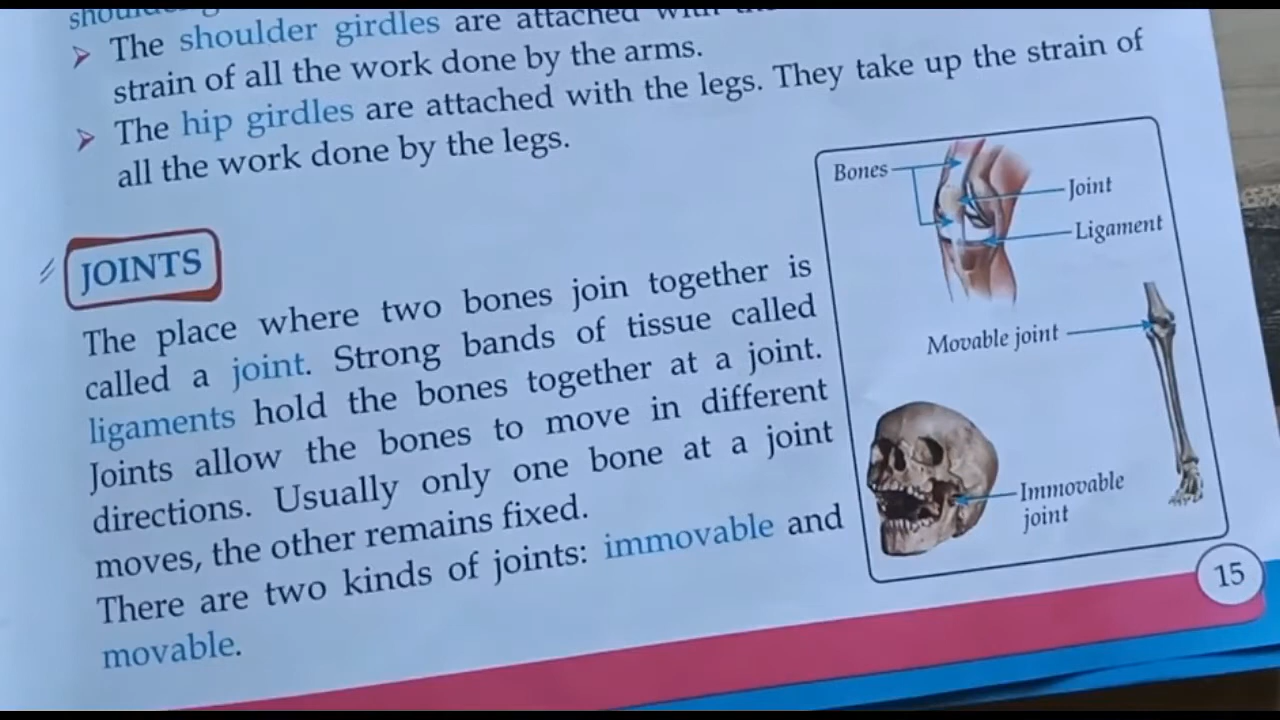 ➢ The shoulder girdles are attached with the
strain of all the work done by the arms.
➢ The hip girdles are attached with the legs. They take up the strain of
all the work done by the legs.
JOINTS
The place where two bones join together is
called a joint. Strong bands of tissue called
ligaments hold the bones together at a joint.
Joints allow the bones to move in different
directions. Usually only one bone at a joint
moves, the other remains fixed.
There are two kinds of joints: immovable and
movable.
Bones
Joint
Ligament
Movable joint
Immovable
joint
15